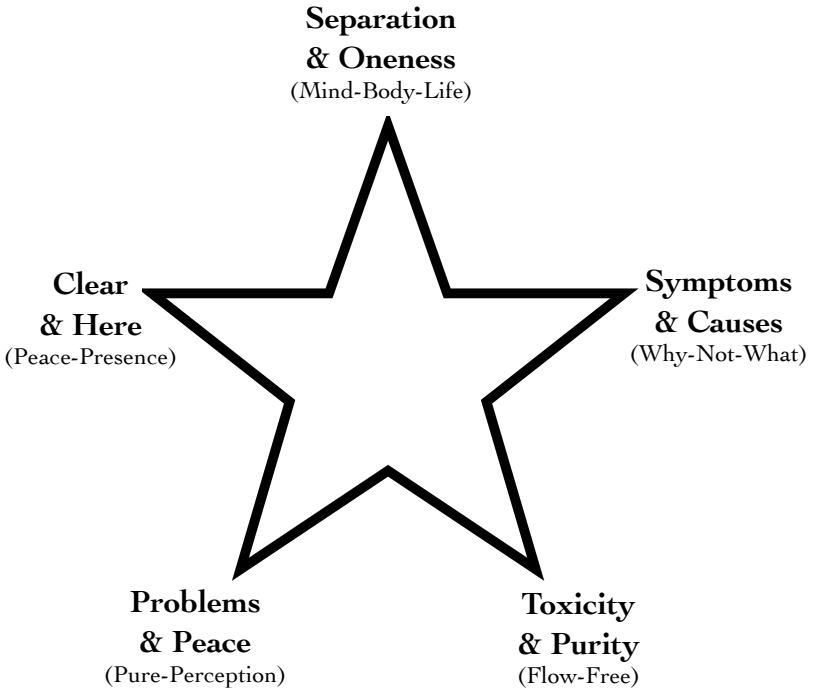 Separation
& Oneness
(Mind-Body-Life)
Clear
& Here
(Peace-Presence)
Symptoms
& Causes
(Why-Not-What)
Problems
& Peace
(Pure-Perception)
Toxicity
& Purity
(Flow-Free)